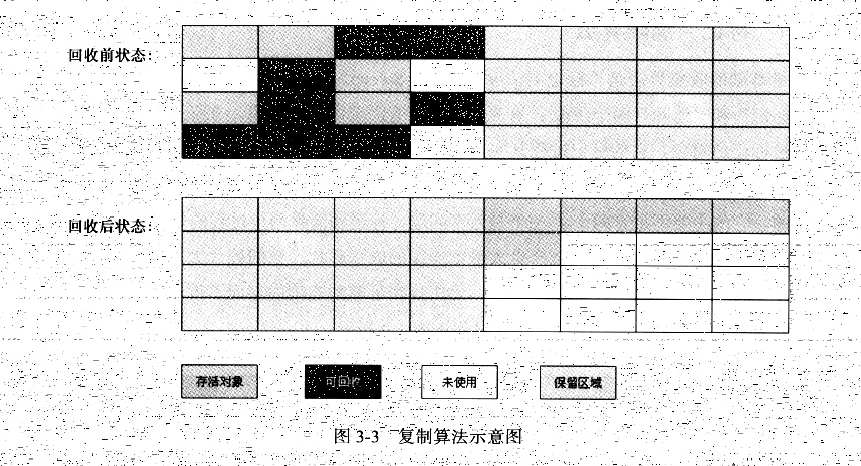 回收前状态：
回收后状态：
存活对象
可回收
未使用
保留区域
图 3-3 复制算法示意图